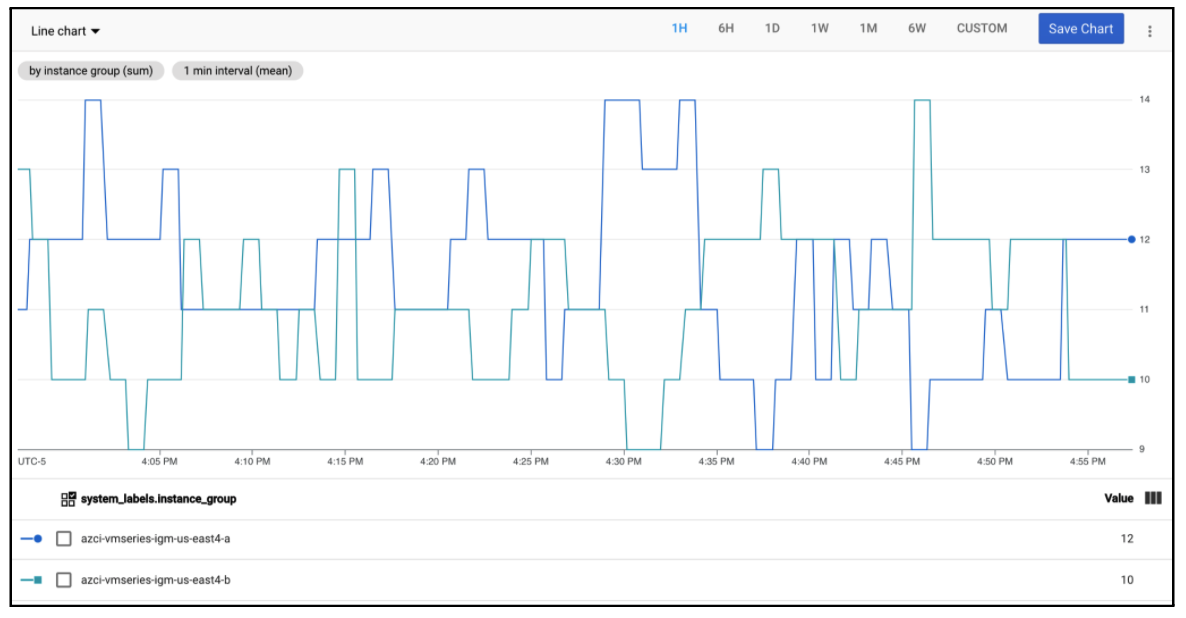 Line chart 1H 6H 1D 1W 1M 6W CUSTOM Save Chart
by instance group (sum) 1 min interval (mean)
14
13
12
11
10
9
UTC-5 4:05 PM 4:10 PM 4:15 PM 4:20 PM 4:25 PM 4:30 PM 4:35 PM 4:40 PM 4:45 PM 4:50 PM 4:55 PM
system_labels.instance_group Value
azci-vmseries-igm-us-east4-a 12
azci-vmseries-igm-us-east4-b 10